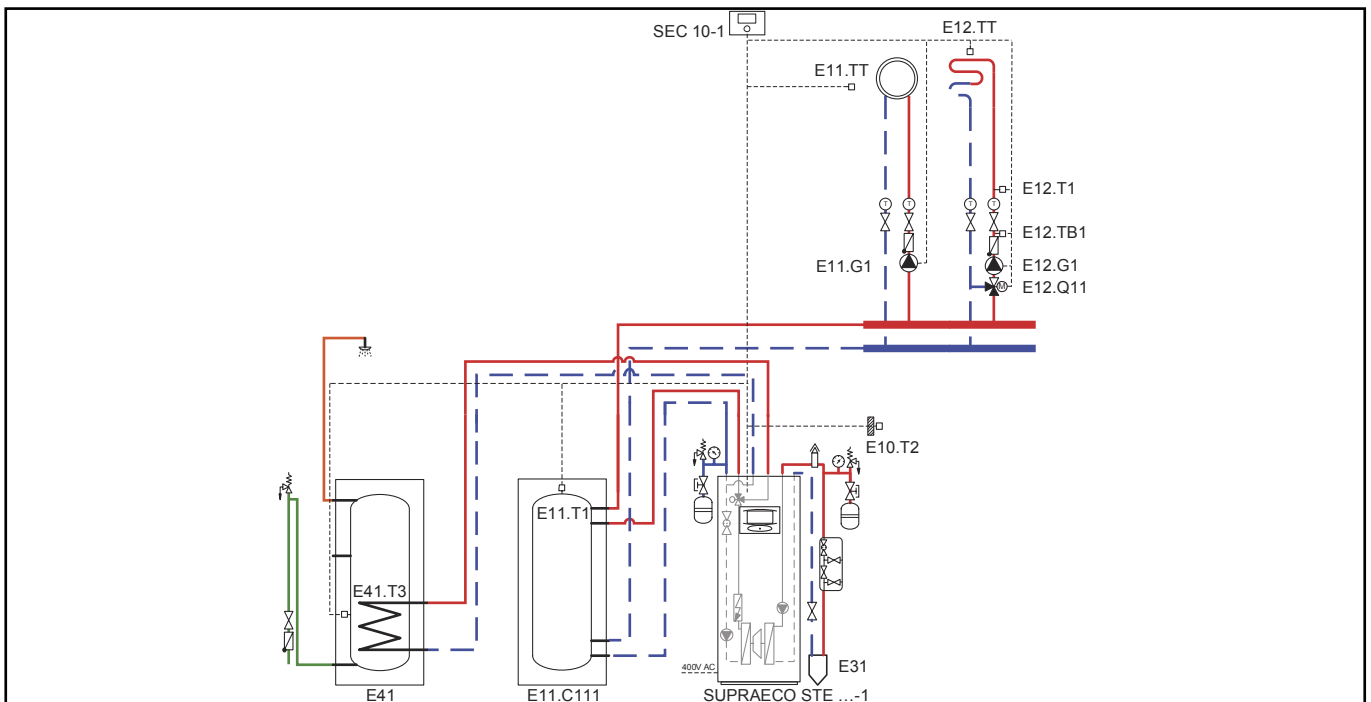 SEC 10-1
E12.TT
E11.TT
T
T
T
T
E12.T1
E12.TB1
E11.G1
E12.G1
M
E12.Q11
E10.T2
E11.T1
E41.T3
400V AC
E31
E41
E11.C111
SUPRAECO STE ...-1